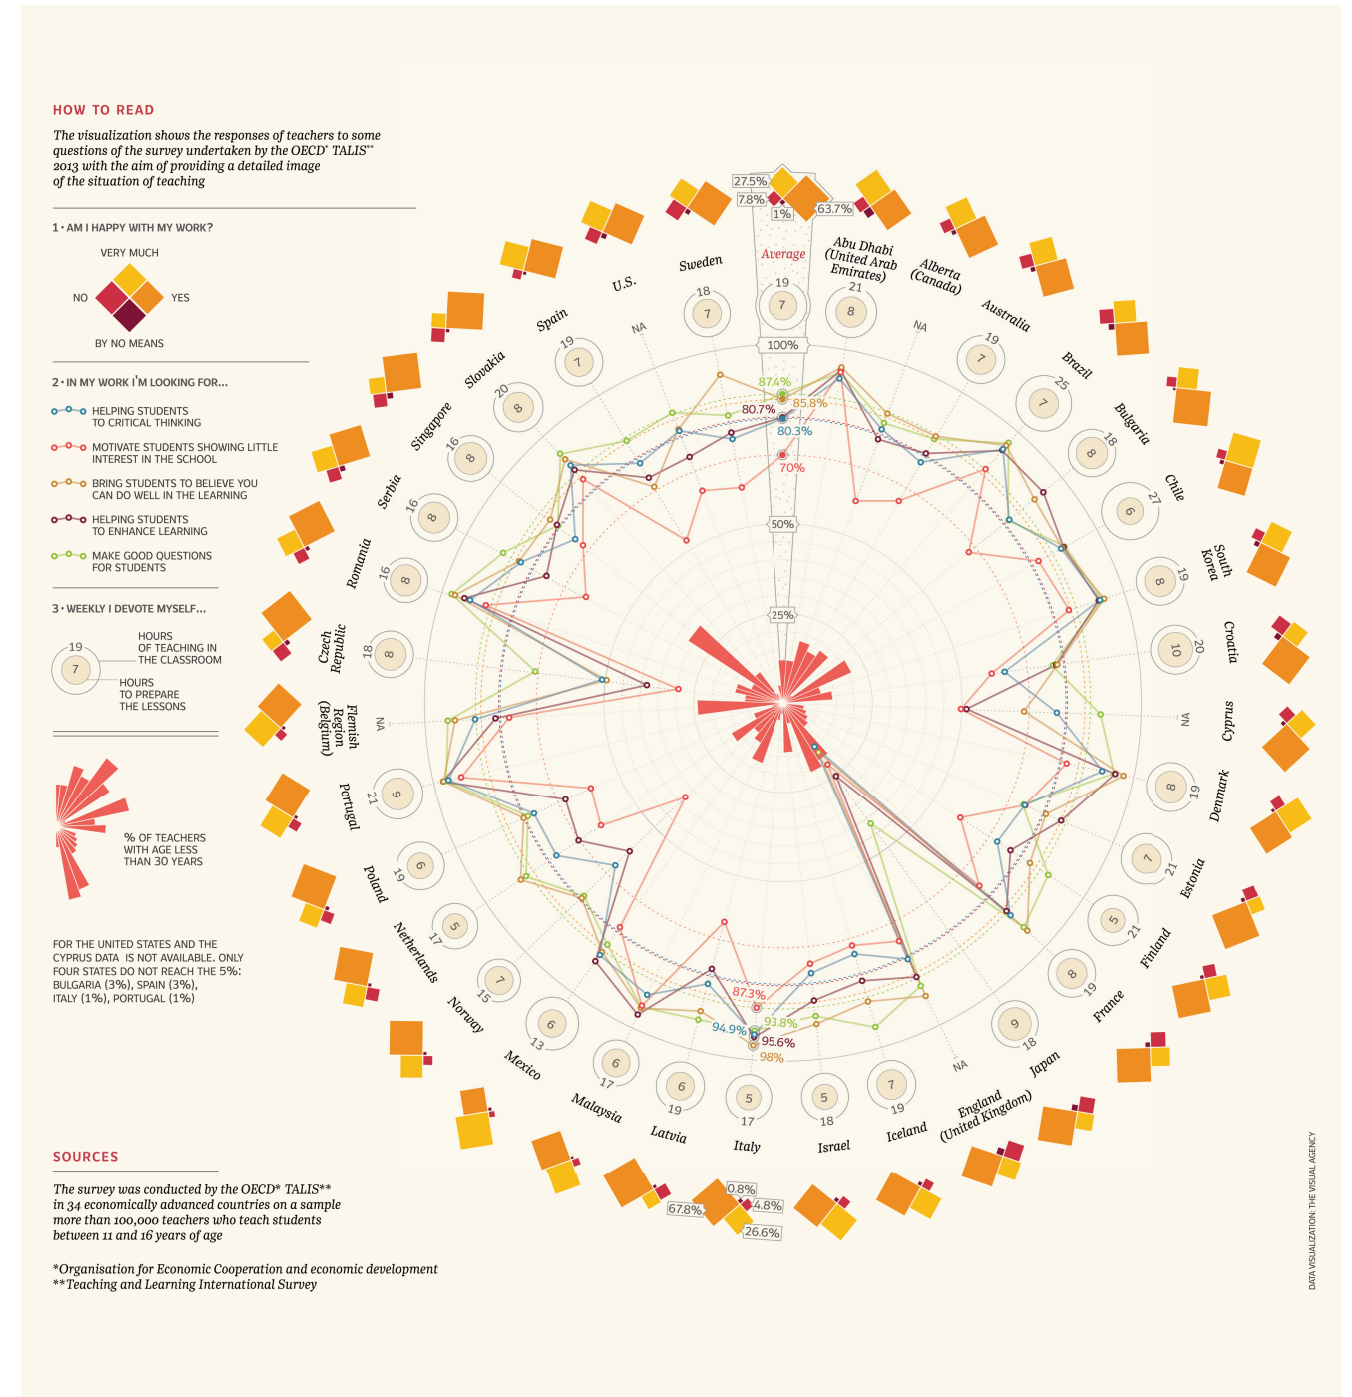 HOW TO READ
The visualization shows the responses of teachers to some
questions of the survey undertaken by the OECD* TALIS**
2013 with the aim of providing a detailed image
of the situation of teaching
1 • AM I HAPPY WITH MY WORK?
VERY MUCH
NO
YES
BY NO MEANS
2 • IN MY WORK I'M LOOKING FOR...
HELPING STUDENTS
TO CRITICAL THINKING
MOTIVATE STUDENTS SHOWING LITTLE
INTEREST IN THE SCHOOL
BRING STUDENTS TO BELIEVE YOU
CAN DO WELL IN THE LEARNING
HELPING STUDENTS
TO ENHANCE LEARNING
MAKE GOOD QUESTIONS
FOR STUDENTS
3 • WEEKLY I DEVOTE MYSELF...
19
7
HOURS
OF TEACHING IN
THE CLASSROOM
HOURS
TO PREPARE
THE LESSONS
% OF TEACHERS
WITH AGE LESS
THAN 30 YEARS
FOR THE UNITED STATES AND THE
CYPRUS DATA IS NOT AVAILABLE. ONLY
FOUR STATES DO NOT REACH THE 5%:
BULGARIA (3%), SPAIN (3%),
ITALY (1%), PORTUGAL (1%)
SOURCES
The survey was conducted by the OECD* TALIS**
in 34 economically advanced countries on a sample
more than 100,000 teachers who teach students
between 11 and 16 years of age
*Organisation for Economic Cooperation and economic development
**Teaching and Learning International Survey
27.5%
7.8%
1%
63.7%
Average
19
7
100%
87.4%
85.8%
80.7%
80.3%
70%
50%
25%
Abu Dhabi
(United Arab
Emirates)
21
8
Alberta
(Canada)
NA
Australia
19
7
Brazil
25
7
Bulgaria
18
8
Chile
27
6
South
Korea
19
8
Croatia
20
10
Cyprus
NA
Denmark
19
8
Estonia
21
7
Finland
21
5
France
19
8
Japan
18
9
England
(United Kingdom)
NA
Iceland
19
7
Israel
18
5
Italy
17
5
87.3%
93.8%
94.9%
95.6%
98%
0.8%
4.8%
67.8%
26.6%
Latvia
19
6
Malaysia
17
6
Mexico
13
6
Norway
15
7
Netherlands
17
5
Poland
19
6
Portugal
21
9
Flemish
Region
(Belgium)
NA
Czech
Republic
18
8
Romania
16
8
Serbia
16
8
Singapore
16
8
Slovakia
20
8
Spain
19
7
U.S.
NA
Sweden
18
7
DATA VISUALIZATION: THE VISUAL AGENCY